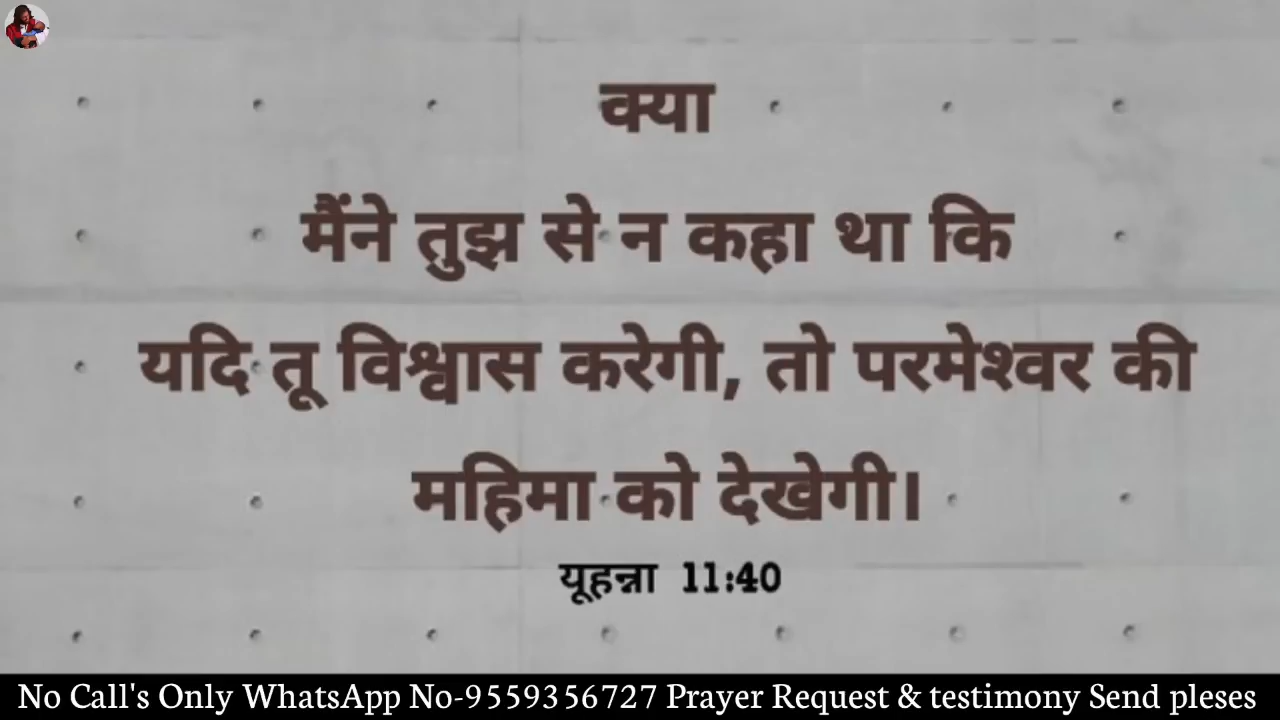 क्या
मैंने तुझ से न कहा था कि
यदि तू विश्वास करेगी, तो परमेश्वर की
महिमा को देखेगी।
यूहन्ना 11:40
No Call's Only WhatsApp No-9559356727 Prayer Request & testimony Send pleses